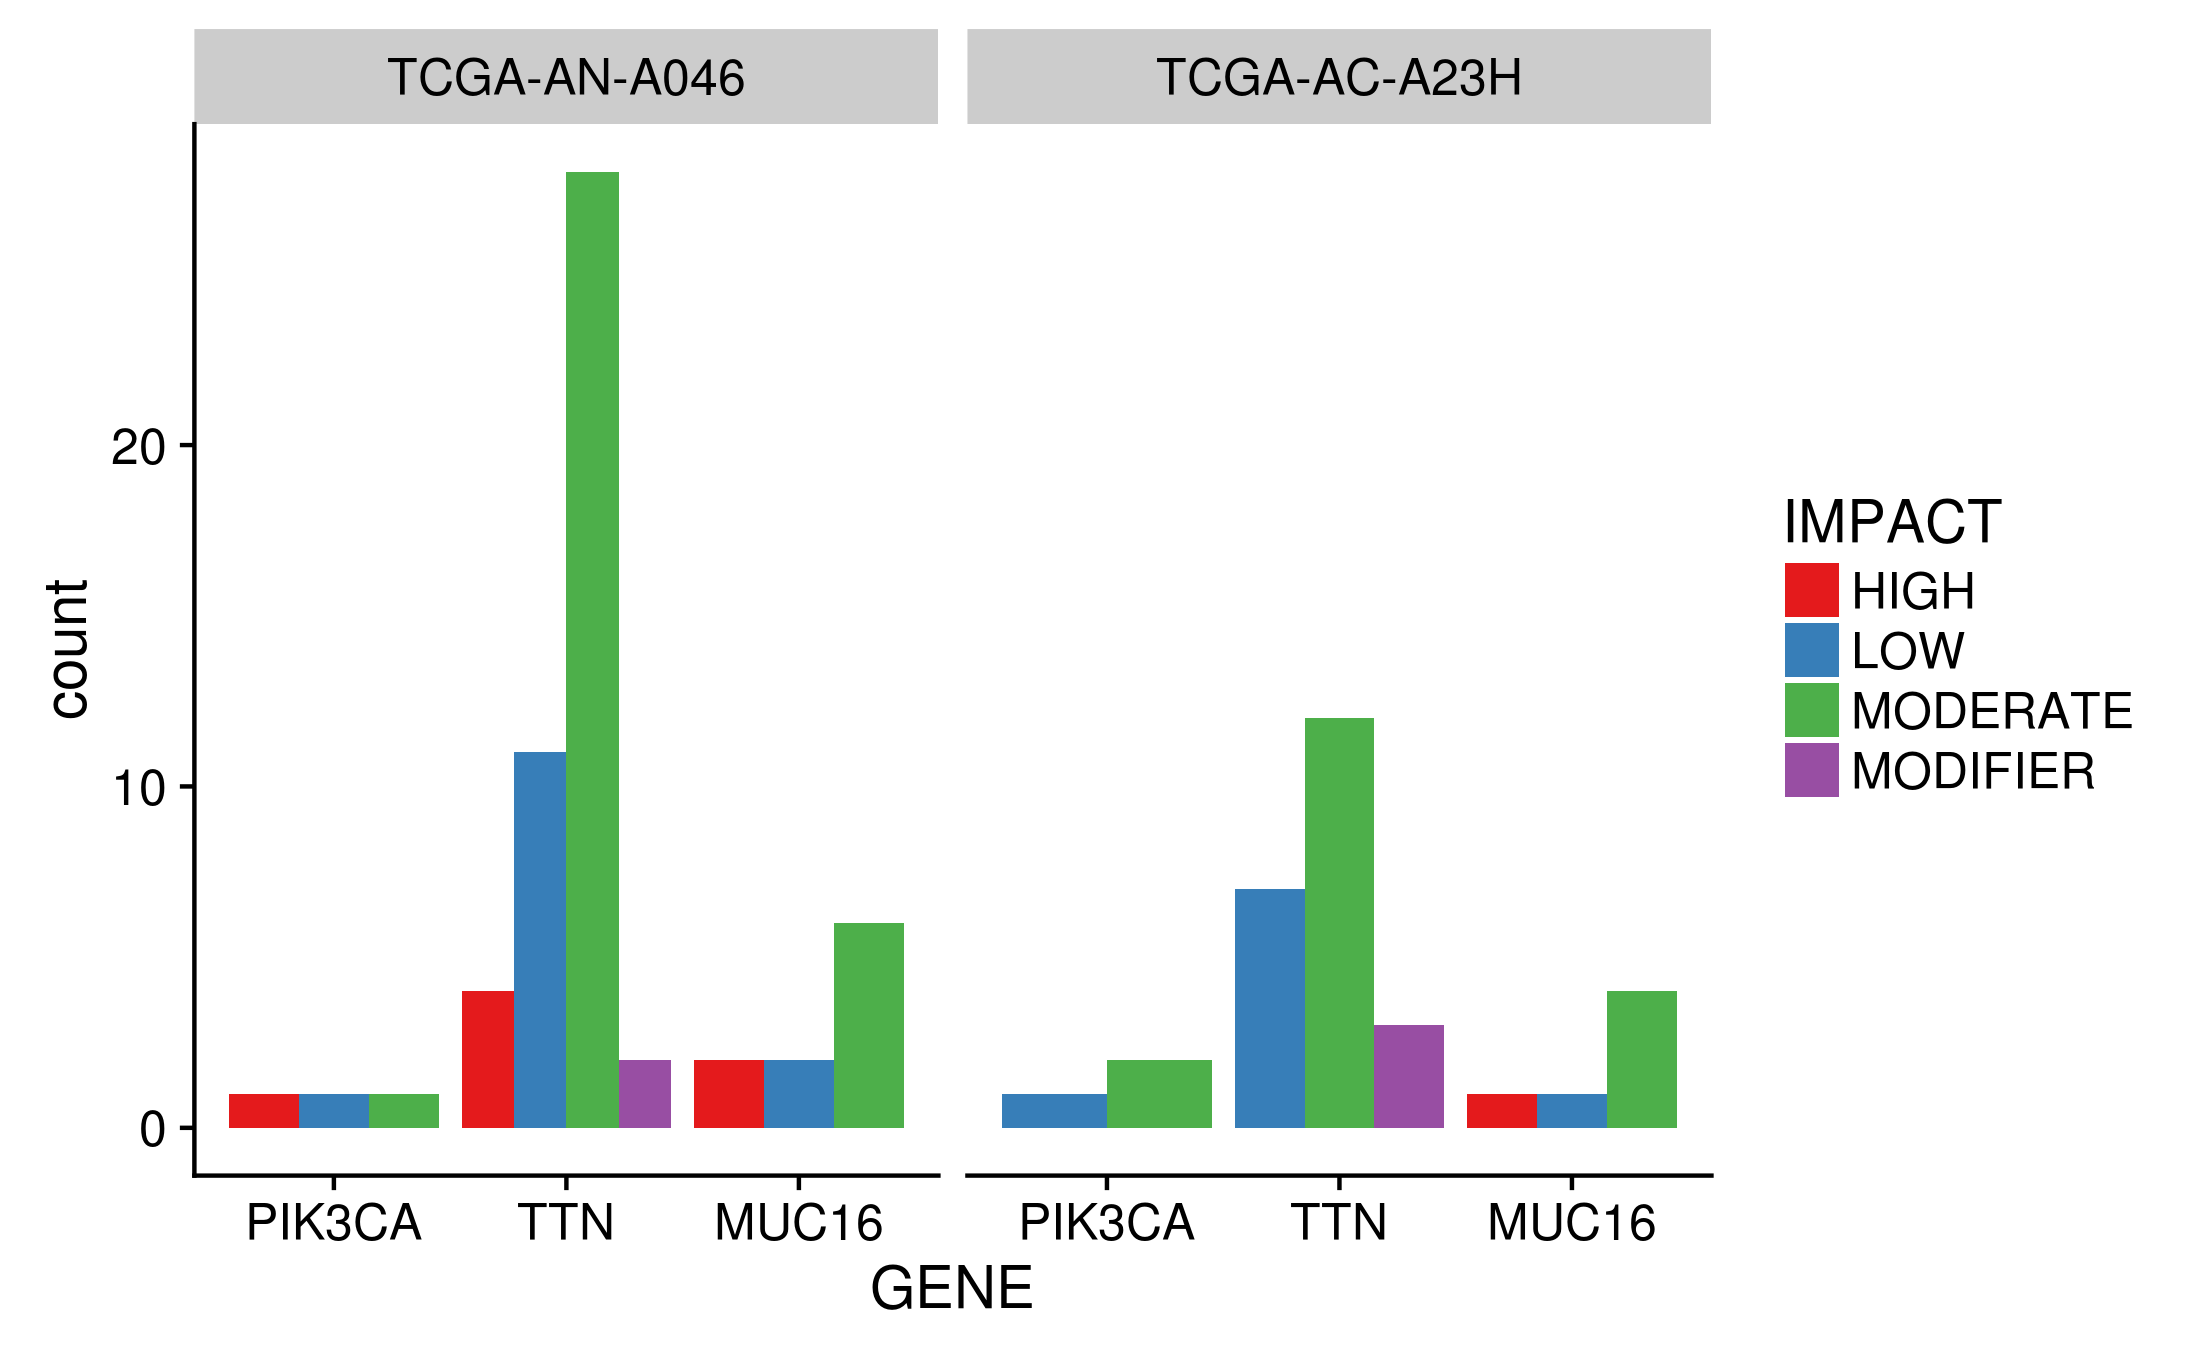 TCGA-AN-A046
TCGA-AC-A23H
20
10
0
count
PIK3CA TTN MUC16
PIK3CA TTN MUC16
GENE
IMPACT
HIGH
LOW
MODERATE
MODIFIER